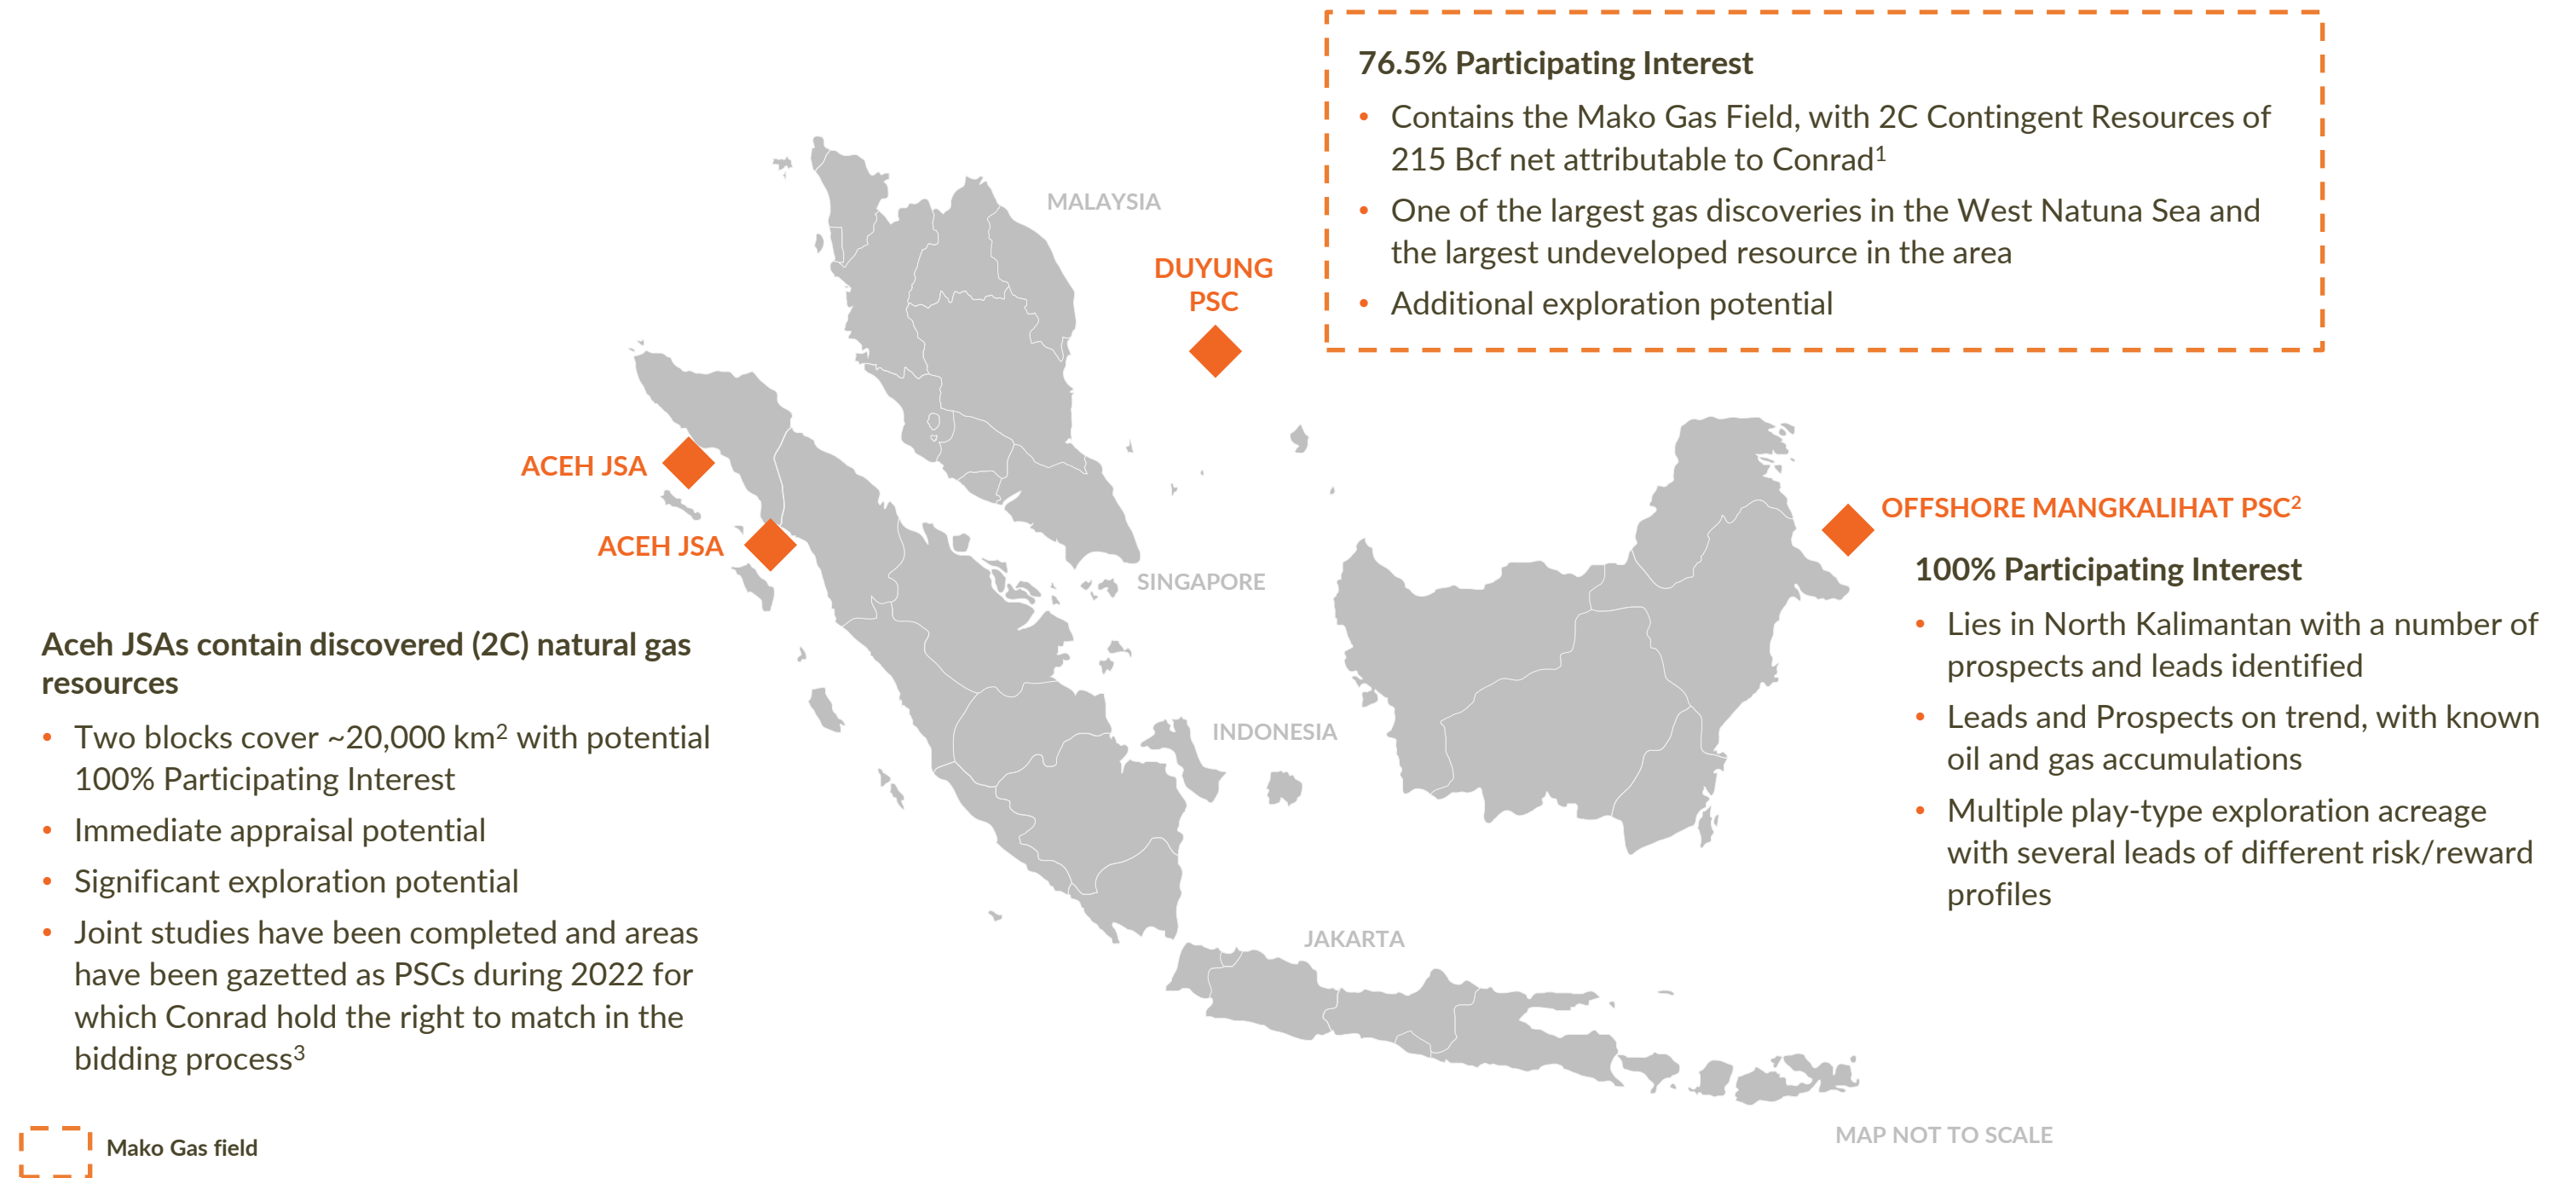 76.5% Participating Interest
• Contains the Mako Gas Field, with 2C Contingent Resources of
215 Bcf net attributable to Conrad¹
• One of the largest gas discoveries in the West Natuna Sea and
the largest undeveloped resource in the area
• Additional exploration potential
MALAYSIA
DUYUNG
PSC
ACEH JSA
ACEH JSA
SINGAPORE
INDONESIA
JAKARTA
OFFSHORE MANGKALIHAT PSC²
100% Participating Interest
• Lies in North Kalimantan with a number of
prospects and leads identified
• Leads and Prospects on trend, with known
oil and gas accumulations
• Multiple play-type exploration acreage
with several leads of different risk/reward
profiles
Aceh JSAs contain discovered (2C) natural gas
resources
• Two blocks cover ~20,000 km² with potential
100% Participating Interest
• Immediate appraisal potential
• Significant exploration potential
• Joint studies have been completed and areas
have been gazetted as PSCs during 2022 for
which Conrad hold the right to match in the
bidding process³
Mako Gas field
MAP NOT TO SCALE